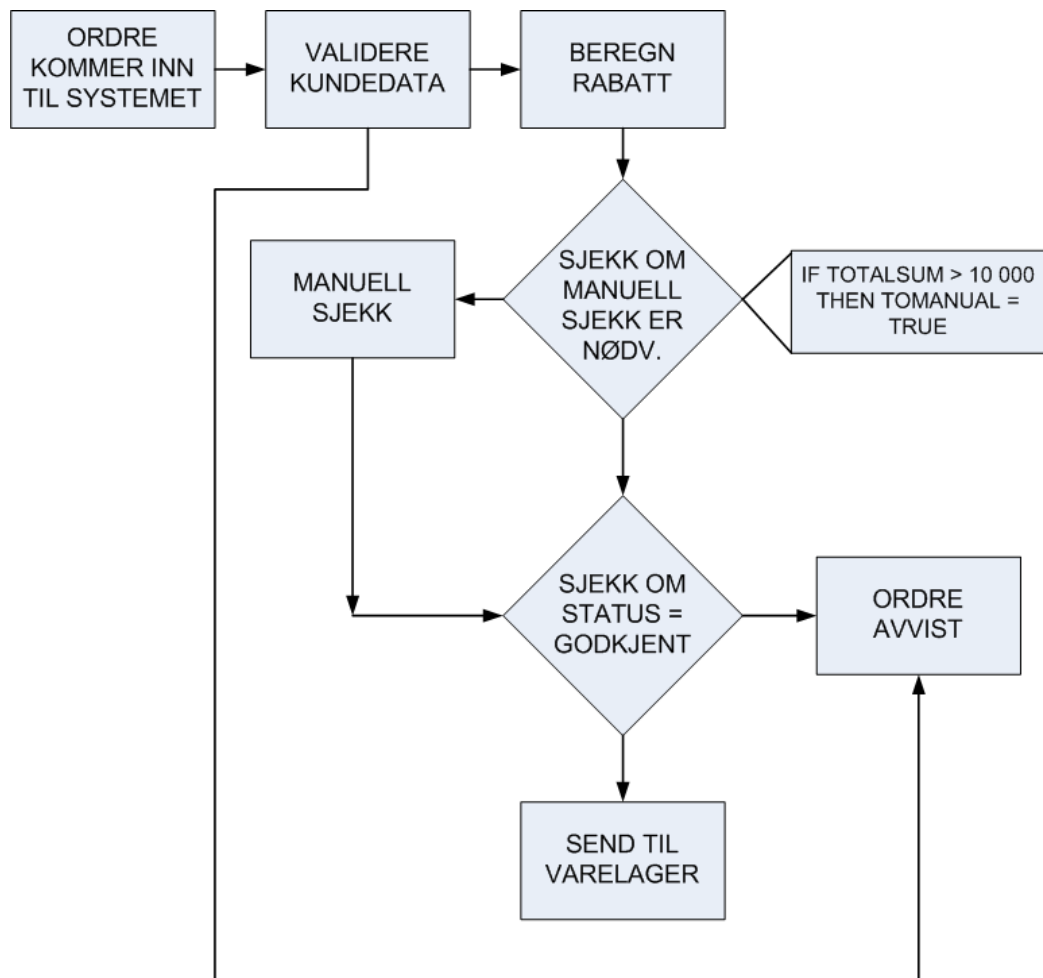 ORDRE
KOMMER INN
TIL SYSTEMET
VALIDERE
KUNDEDATA
BEREGN
RABATT
MANUELL
SJEKK
SJEKK OM
MANUELL
SJEKK ER
NØDV.
IF TOTALSUM > 10 000
THEN TOMANUAL =
TRUE
SJEKK OM
STATUS =
GODKJENT
ORDRE
AVVIST
SEND TIL
VARELAGER